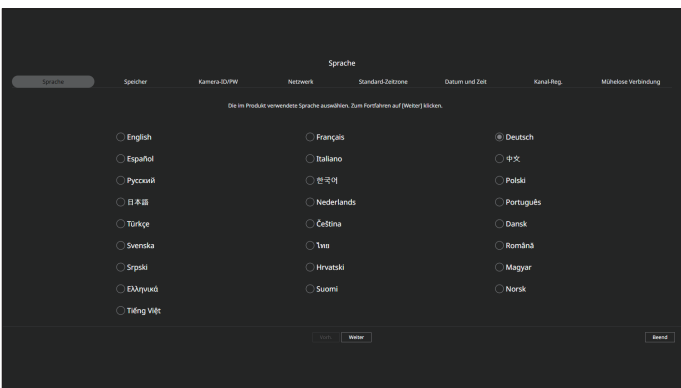 Sprache
Sprache Speicher Kamera-ID/PW Netzwerk Standard-Zeitzone Datum und Zeit Kanal-Reg. Mühelose Verbindung
Die im Produkt verwendete Sprache auswählen. Zum Fortfahren auf [Weiter] klicken.
English Français Deutsch
Español Italiano 中文
Русский 한국어 Polski
日本語 Nederlands Português
Türkçe Čeština Dansk
Svenska ไทย Română
Srpski Hrvatski Magyar
Ελληνικά Suomi Norsk
Tiếng Việt
Weiter Beend